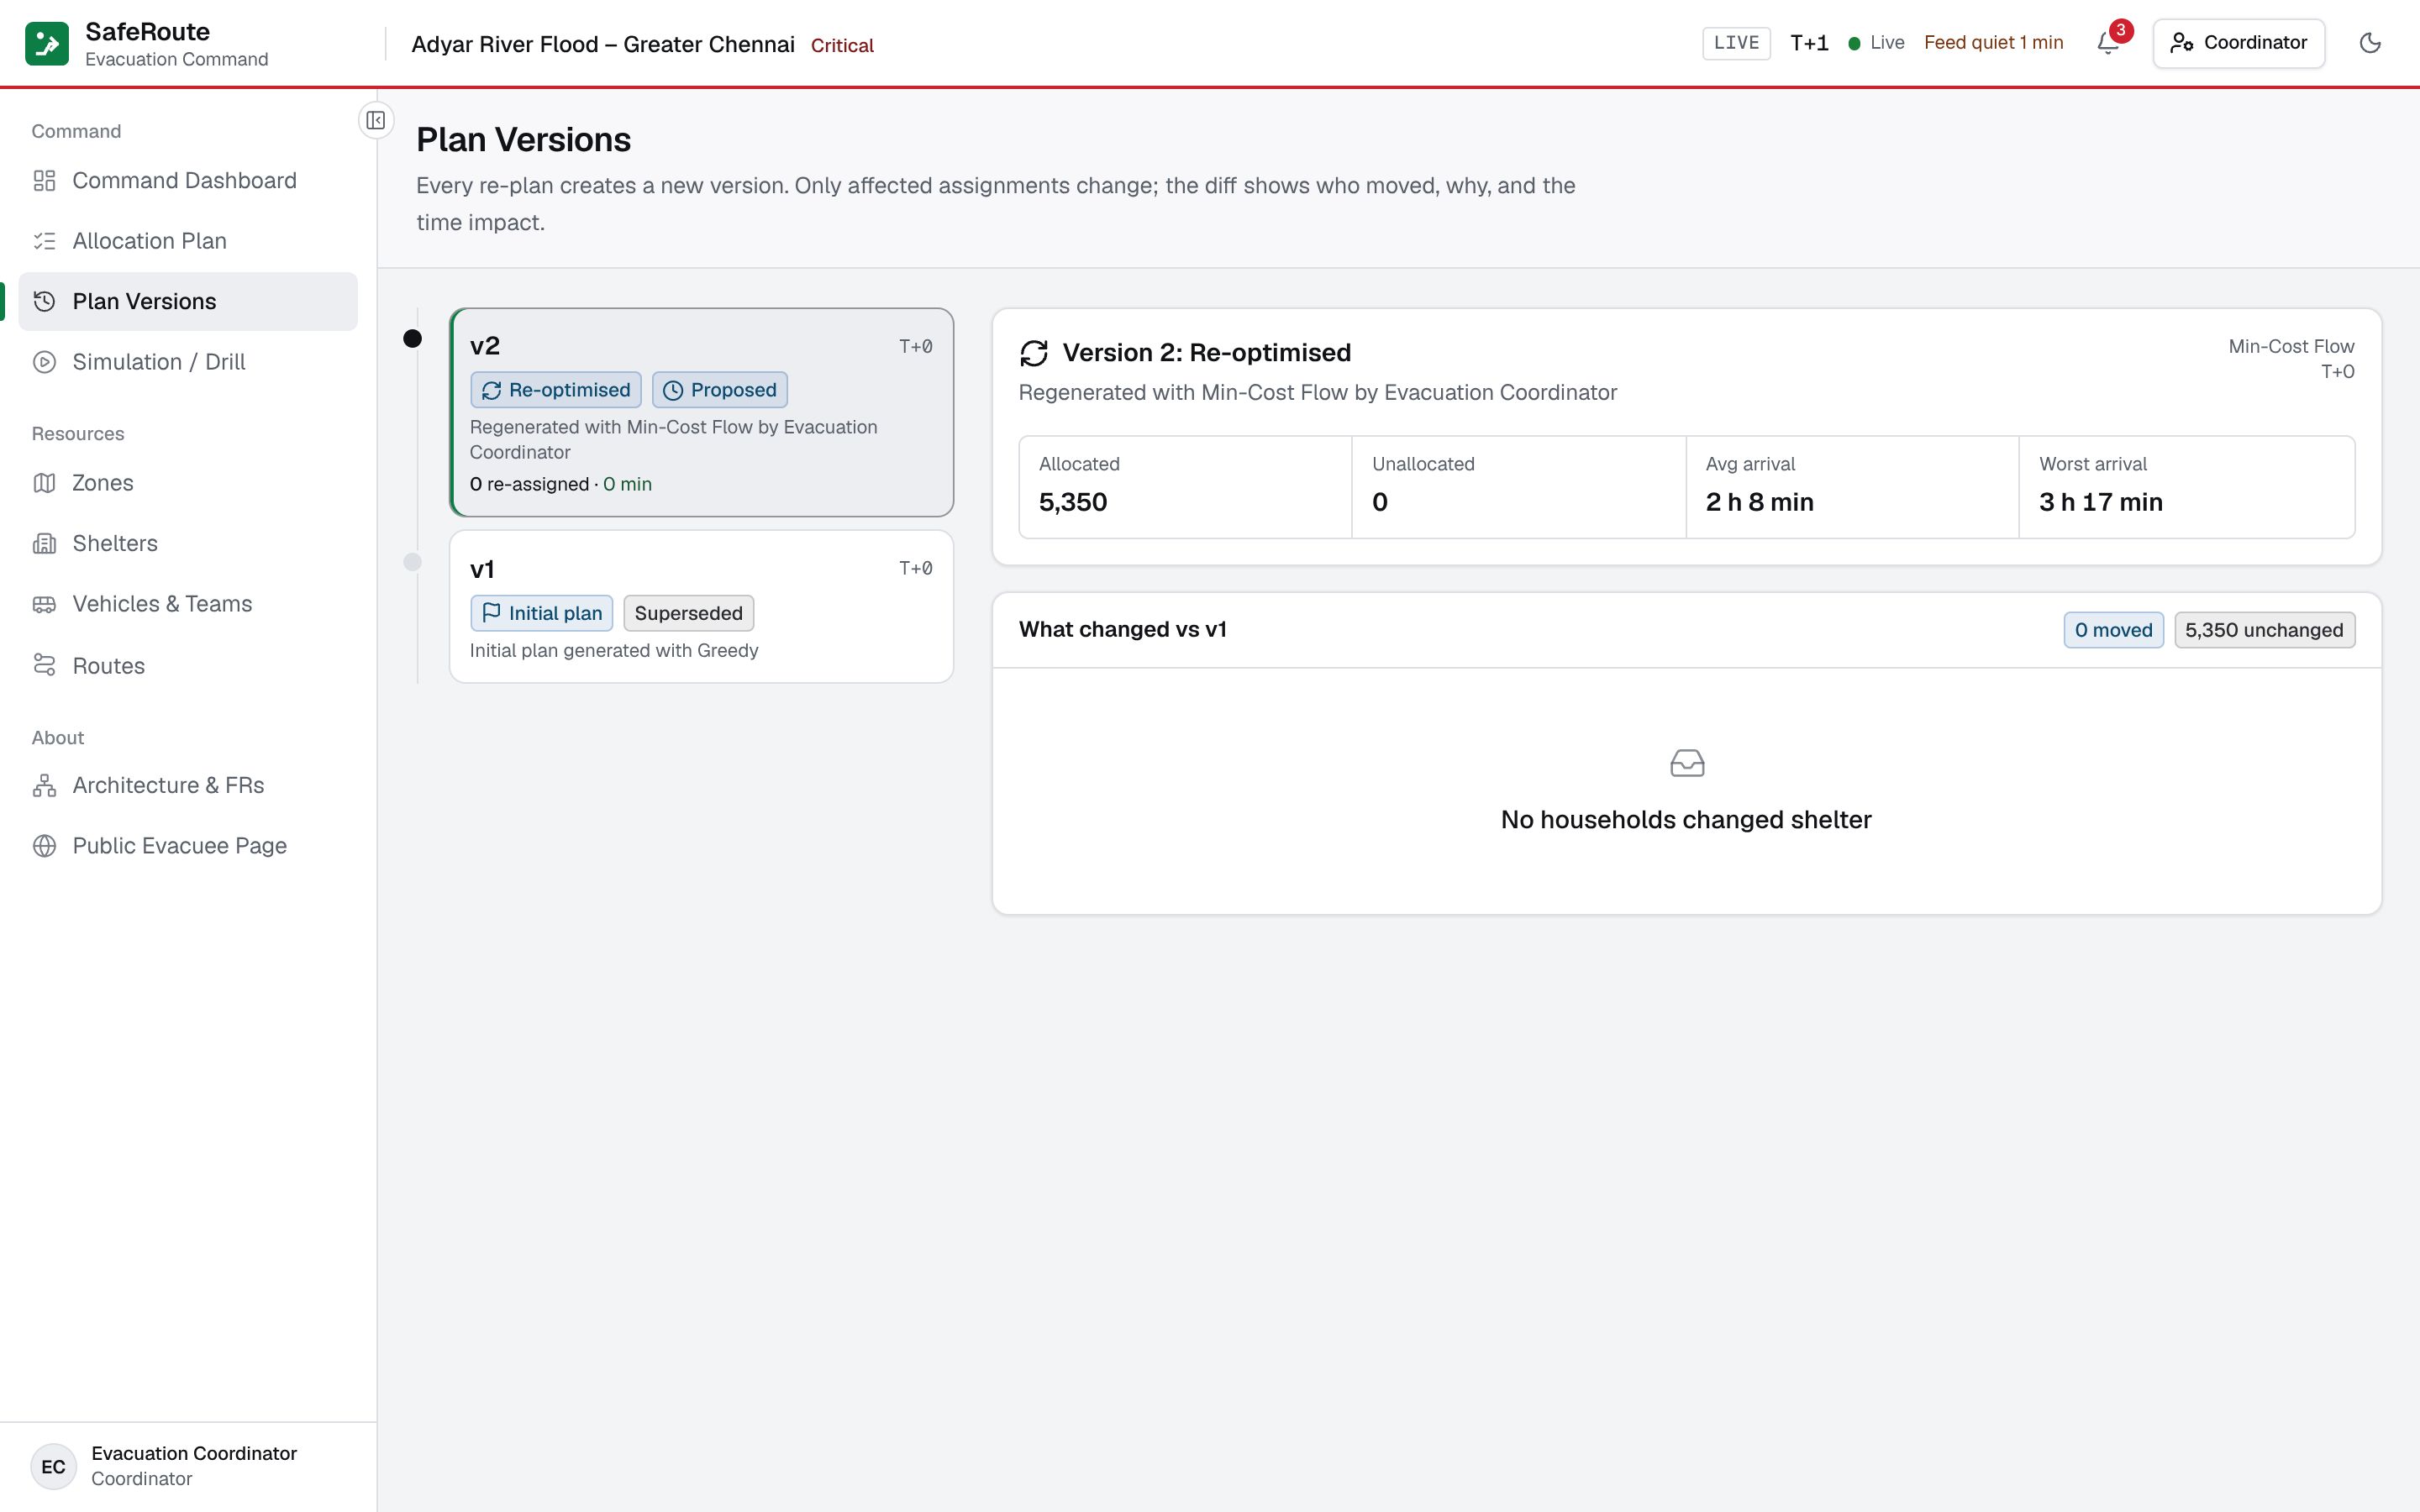 SafeRoute
Evacuation Command
Adyar River Flood – Greater Chennai Critical
LIVE T+1 Live Feed quiet 1 min 3 Coordinator
Command
Command Dashboard
Allocation Plan
Plan Versions
Simulation / Drill
Resources
Zones
Shelters
Vehicles & Teams
Routes
About
Architecture & FRs
Public Evacuee Page
EC
Evacuation Coordinator
Coordinator
Plan Versions
Every re-plan creates a new version. Only affected assignments change; the diff shows who moved, why, and the
time impact.
v2 T+0
Re-optimised Proposed
Regenerated with Min-Cost Flow by Evacuation
Coordinator
0 re-assigned · 0 min
v1 T+0
Initial plan Superseded
Initial plan generated with Greedy
Version 2: Re-optimised
Regenerated with Min-Cost Flow by Evacuation Coordinator
Min-Cost Flow
T+0
Allocated
5,350
Unallocated
0
Avg arrival
2 h 8 min
Worst arrival
3 h 17 min
What changed vs v1
0 moved 5,350 unchanged
No households changed shelter